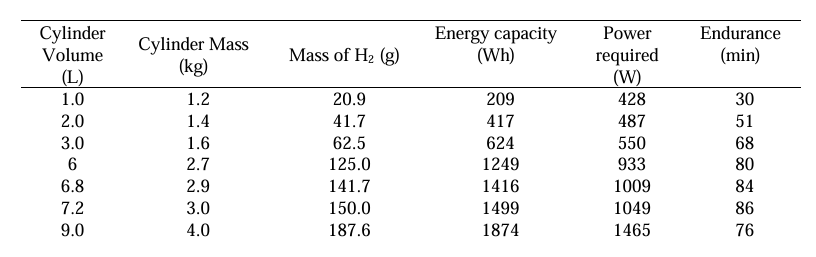 Cylinder Volume (L) Cylinder Mass (kg) Mass of H₂ (g) Energy capacity (Wh) Power required (W) Endurance (min)
1.0 1.2 20.9 209 428 30
2.0 1.4 41.7 417 487 51
3.0 1.6 62.5 624 550 68
6 2.7 125.0 1249 933 80
6.8 2.9 141.7 1416 1009 84
7.2 3.0 150.0 1499 1049 86
9.0 4.0 187.6 1874 1465 76